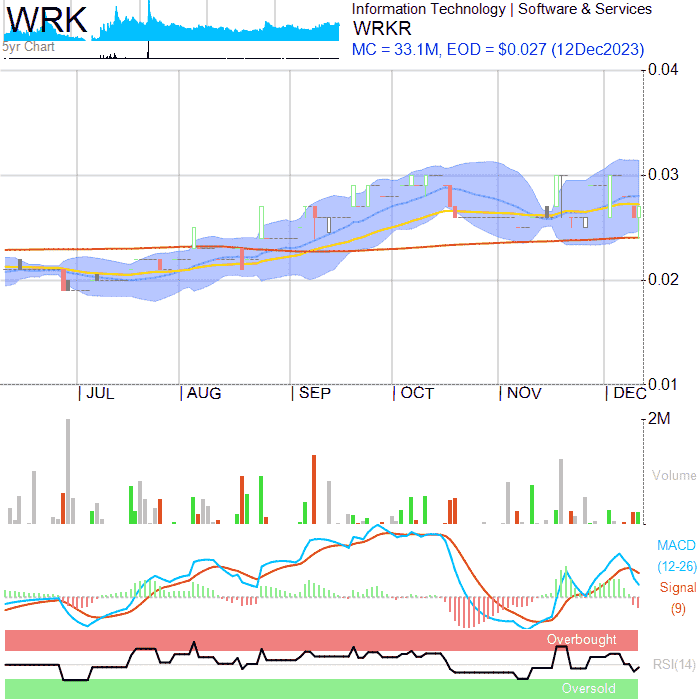 WRK
5yr Chart
Information Technology | Software & Services
WRKR
MC = 33.1M, EOD = $0.027 (12Dec2023)
0.04
0.03
0.02
0.01
| JUL | AUG | SEP | OCT | NOV | DEC
2M
Volume
MACD
(12-26)
Signal
(9)
Overbought
RSI(14)
Oversold